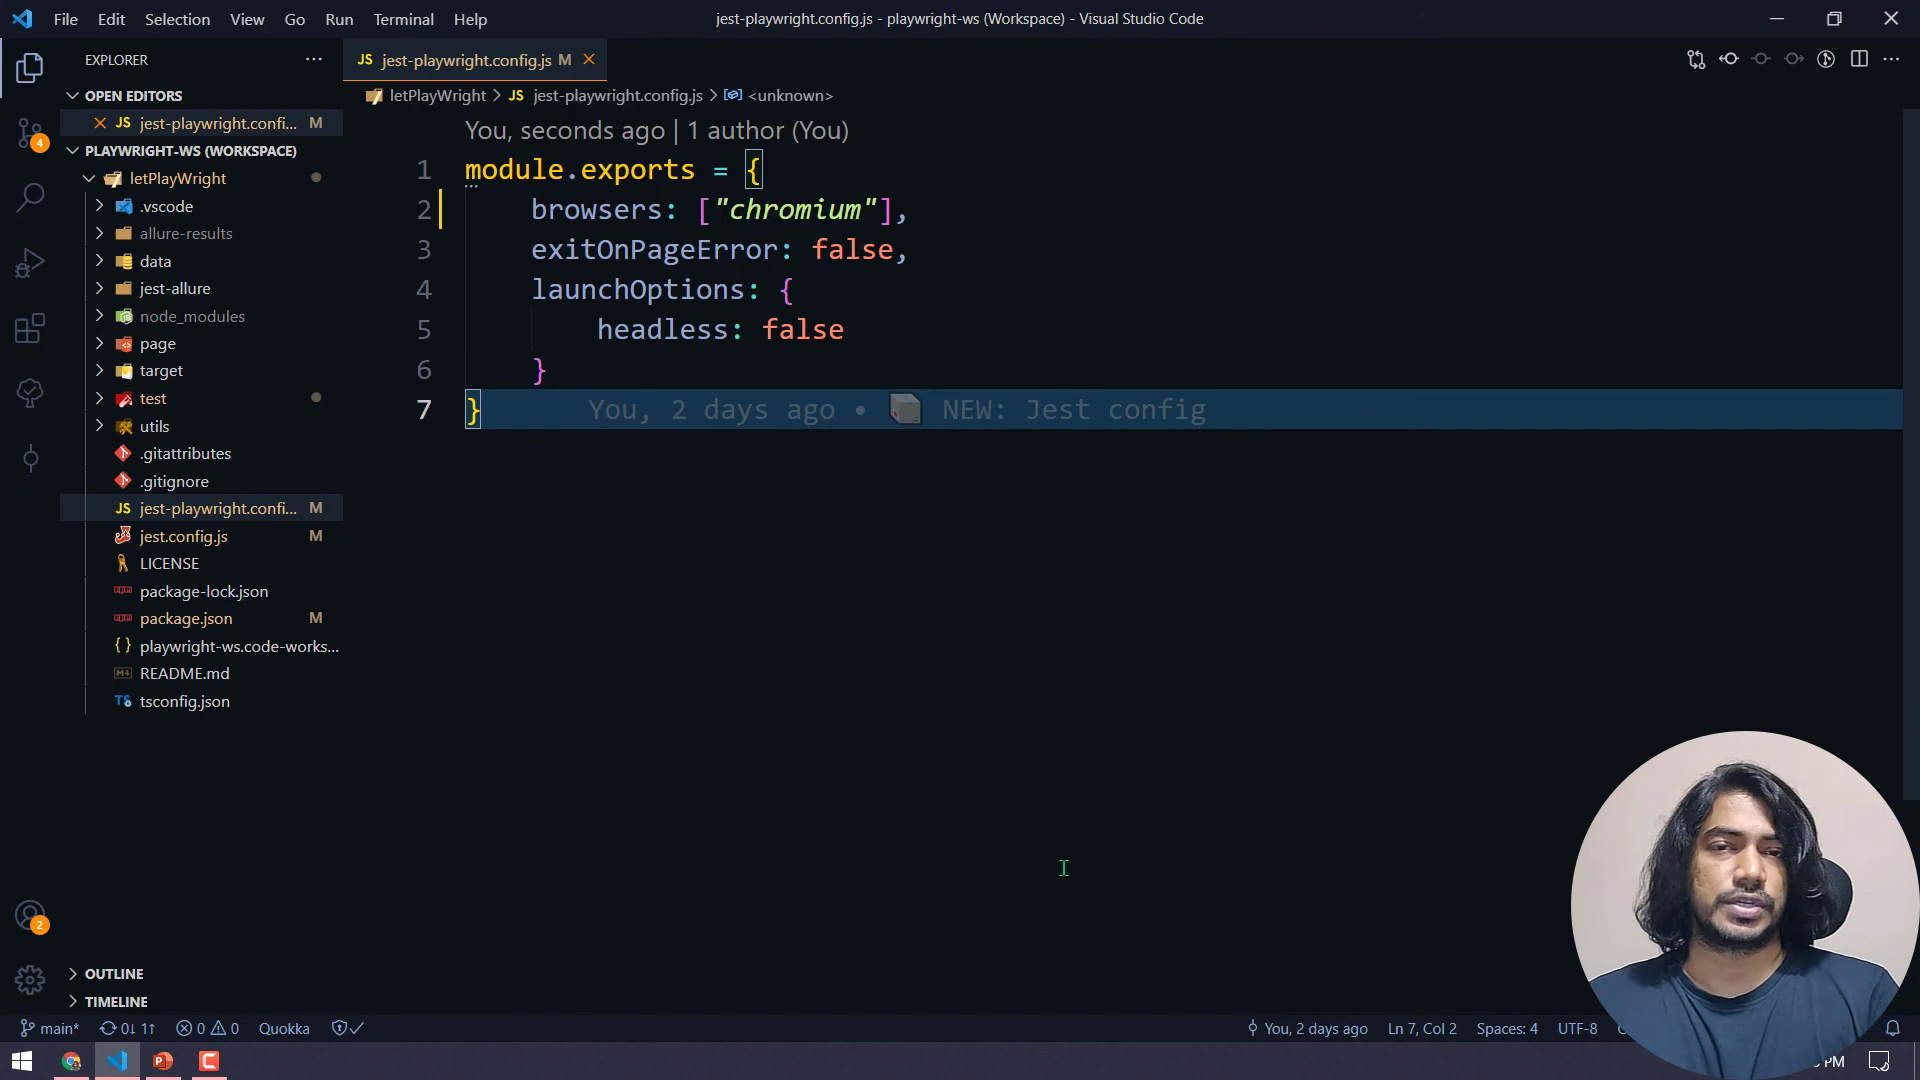 File Edit Selection View Go Run Terminal Help
jest-playwright.config.js - playwright-ws (Workspace) - Visual Studio Code
EXPLORER
JS jest-playwright.config.js M
OPEN EDITORS
JS jest-playwright.confi... M
PLAYWRIGHT-WS (WORKSPACE)
letPlayWright
.vscode
allure-results
data
jest-allure
node_modules
page
target
test
utils
.gitattributes
.gitignore
JS jest-playwright.confi... M
jest.config.js M
LICENSE
package-lock.json
package.json M
{} playwright-ws.code-works...
README.md
TS tsconfig.json
OUTLINE
TIMELINE
letPlayWright > JS jest-playwright.config.js > <unknown>
You, seconds ago | 1 author (You)
1 module.exports = {
2 browsers: ["chromium"],
3 exitOnPageError: false,
4 launchOptions: {
5 headless: false
6 }
7 } You, 2 days ago • NEW: Jest config
4
2
main* 0↓ 1↑ 0 0 Quokka
You, 2 days ago Ln 7, Col 2 Spaces: 4 UTF-8
PM